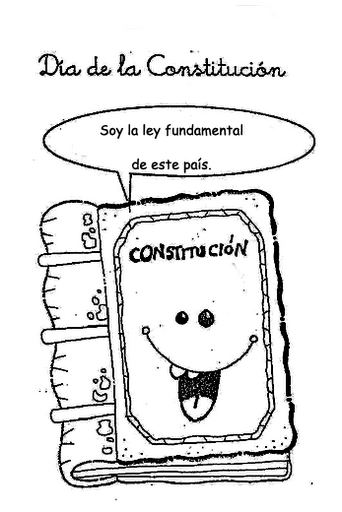 Día de la Constitución
Soy la ley fundamental
de este país.
CONSTITUCIÓN